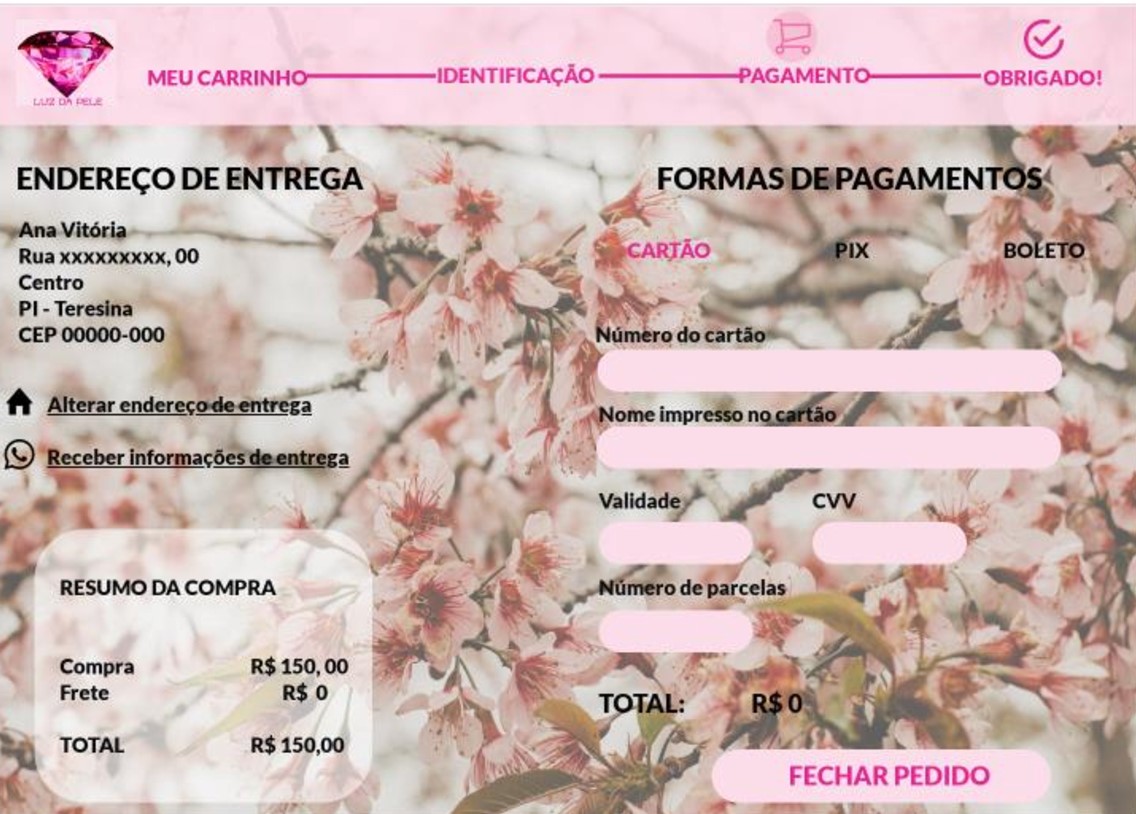 LUZ DA PELE
MEU CARRINHO
IDENTIFICAÇÃO
PAGAMENTO
OBRIGADO!
ENDEREÇO DE ENTREGA
Ana Vitória
Rua xxxxxxxxx, 00
Centro
PI - Teresina
CEP 00000-000
Alterar endereço de entrega
Receber informações de entrega
RESUMO DA COMPRA
Compra R$ 150, 00
Frete R$ 0
TOTAL R$ 150,00
FORMAS DE PAGAMENTOS
CARTÃO PIX BOLETO
Número do cartão
Nome impresso no cartão
Validade CVV
Número de parcelas
TOTAL: R$ 0
FECHAR PEDIDO